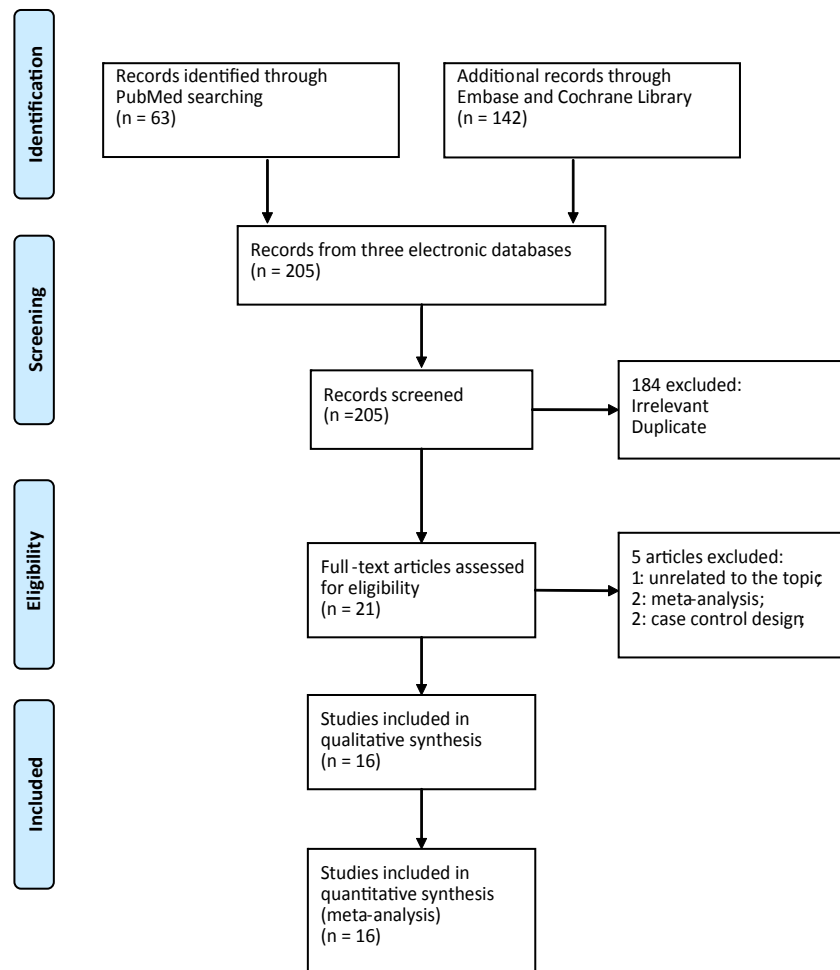 Identification
Records identified through
PubMed searching
(n = 63)
Additional records through
Embase and Cochrane Library
(n = 142)
Screening
Records from three electronic databases
(n = 205)
Records screened
(n =205)
184 excluded:
Irrelevant
Duplicate
Eligibility
Full-text articles assessed
for eligibility
(n = 21)
5 articles excluded:
1: unrelated to the topic;
2: meta-analysis;
2: case control design;
Included
Studies included in
qualitative synthesis
(n = 16)
Studies included in
quantitative synthesis
(meta-analysis)
(n = 16)